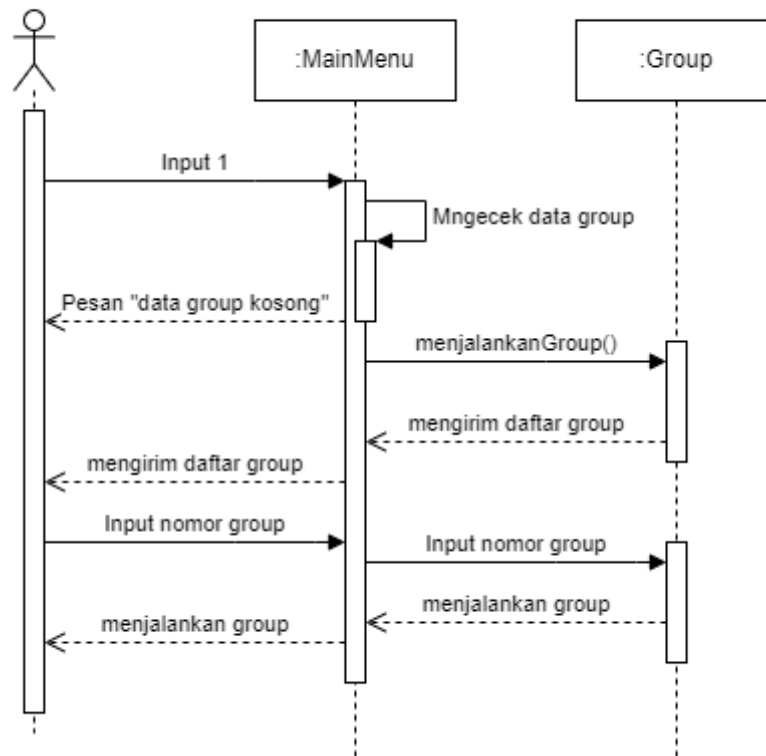 :MainMenu
:Group
Input 1
Mngecek data group
Pesan "data group kosong"
menjalankanGroup()
mengirim daftar group
mengirim daftar group
Input nomor group
Input nomor group
menjalankan group
menjalankan group